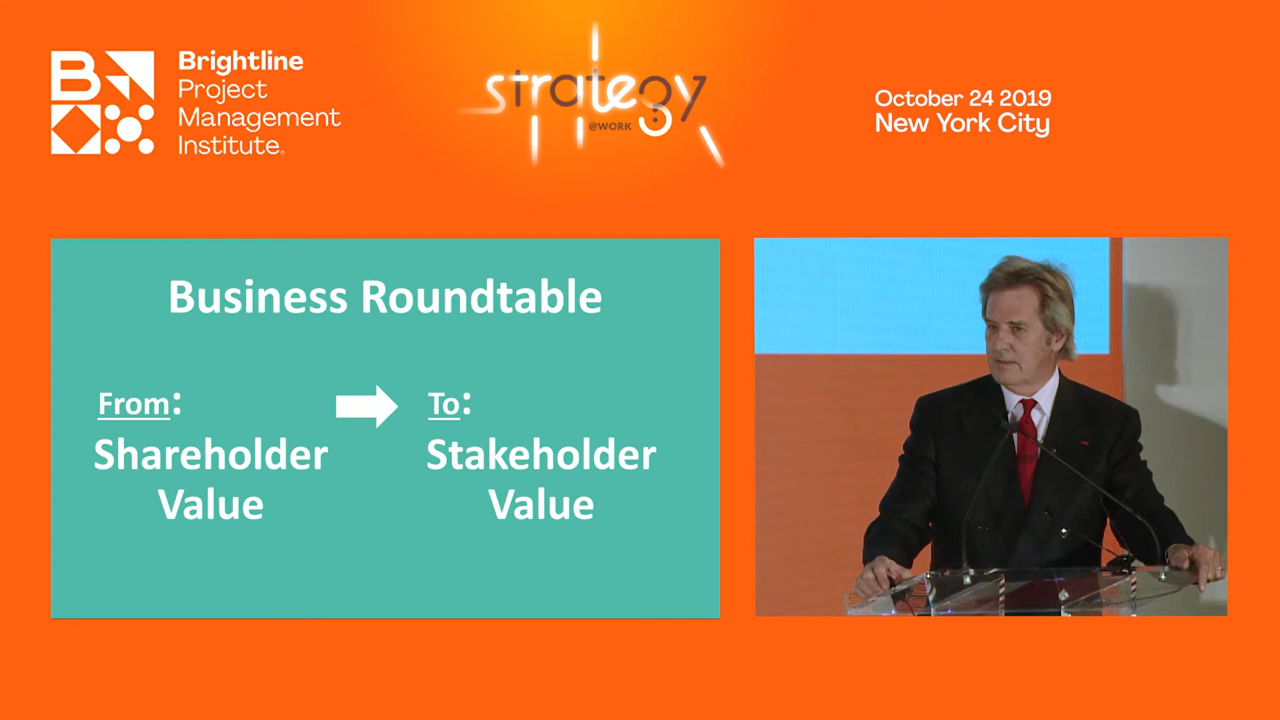 Brightline
Project
Management
Institute.
strategy
@WORK
October 24 2019
New York City
Business Roundtable
From:
To:
Shareholder
Value
Stakeholder
Value